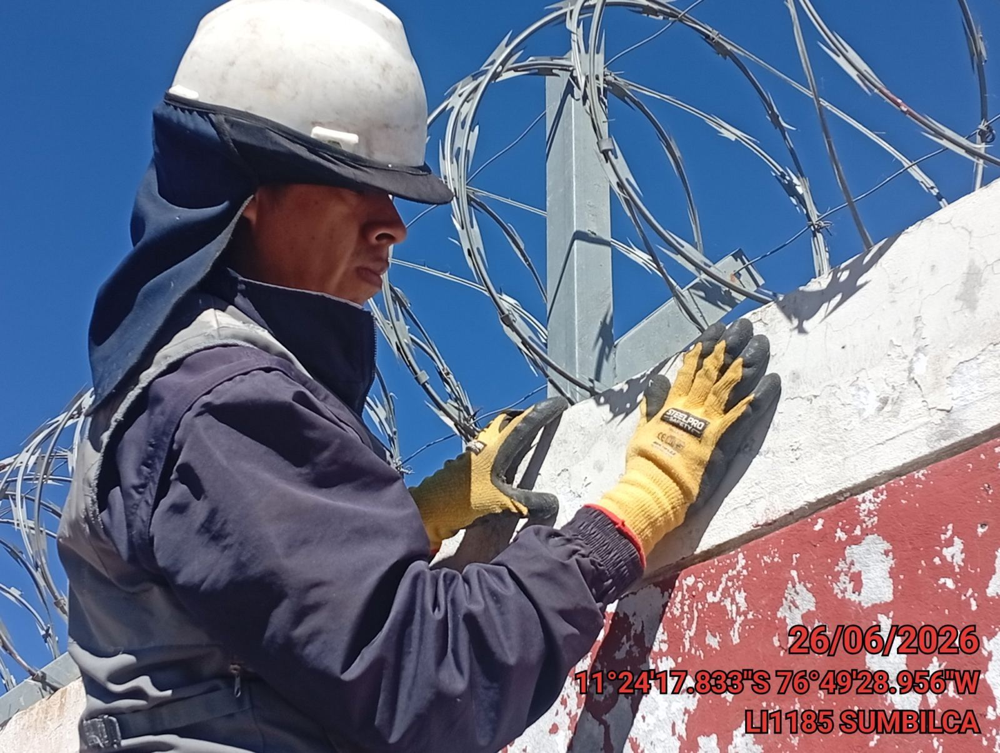 STEELPRO
SAFETY
26/06/2026
11°24'17.833"S 76°49'28.956"W
LI1185 SUMBILCA